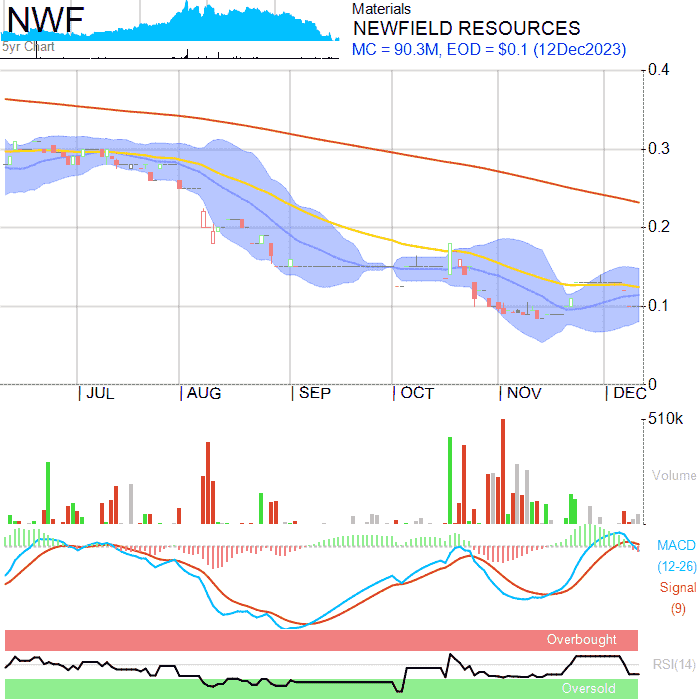 NWF
5yr Chart
Materials
NEWFIELD RESOURCES
MC = 90.3M, EOD = $0.1 (12Dec2023)
0.4
0.3
0.2
0.1
0
JUL AUG SEP OCT NOV DEC
510k
Volume
MACD
(12-26)
Signal
(9)
Overbought
RSI(14)
Oversold